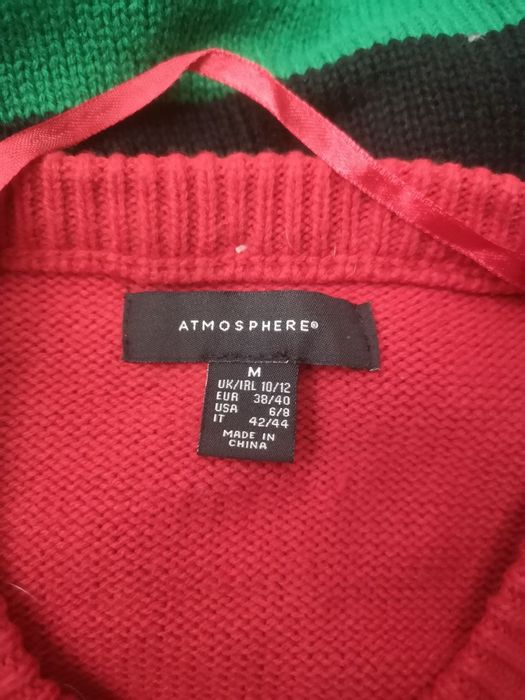 ATMOSPHERE®
M
UK/IRL 10/12
EUR 38/40
USA 6/8
IT 42/44
MADE IN
CHINA